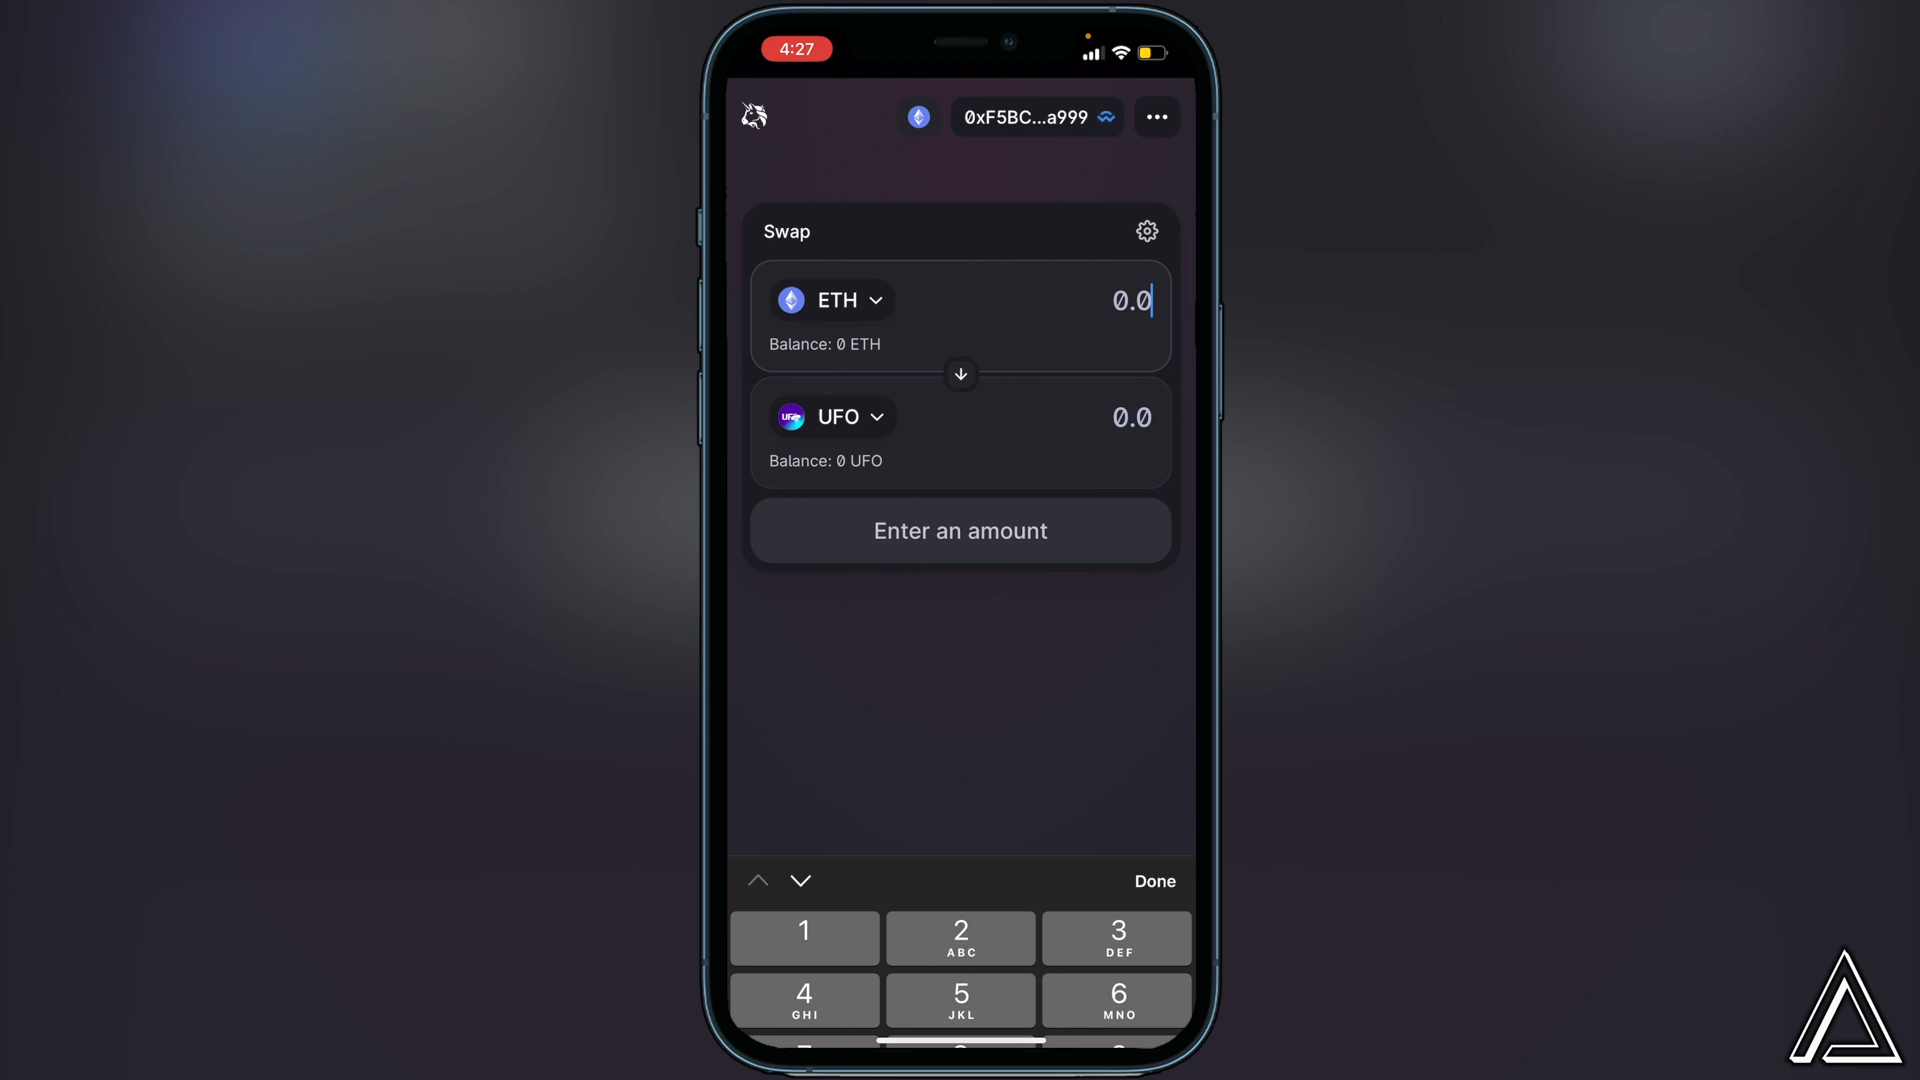 4:27
0xF5BC...a999
Swap
ETH
0.0
Balance: 0 ETH
UFO
0.0
Balance: 0 UFO
Enter an amount
Done
1
2
ABC
3
DEF
4
GHI
5
JKL
6
MNO